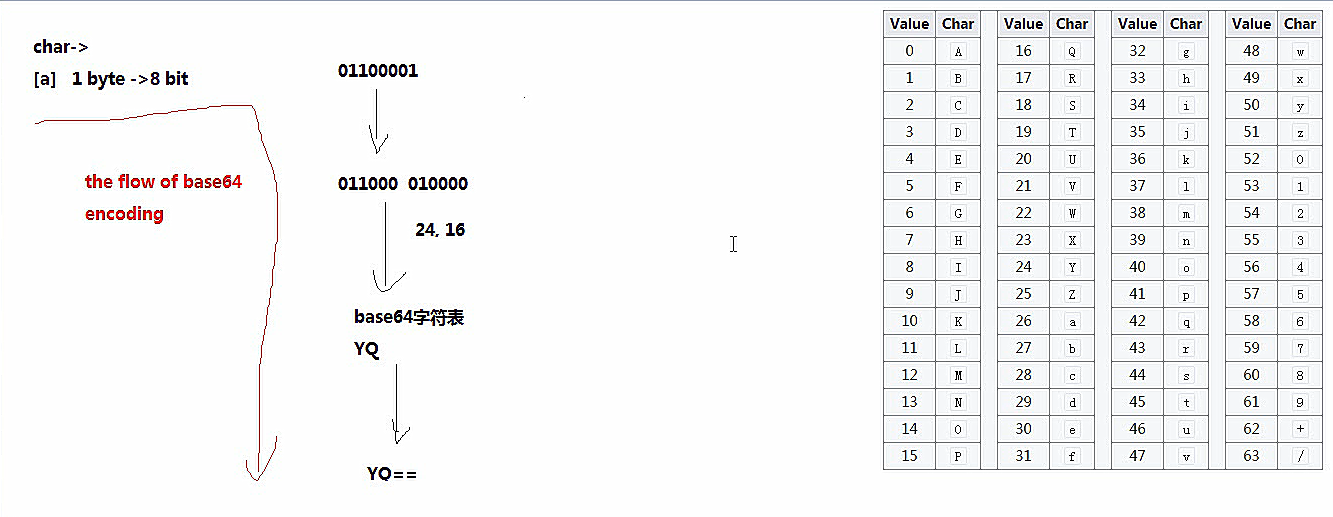 char->
[a] 1 byte ->8 bit
01100001
the flow of base64
encoding
011000 010000
24, 16
base64字符表
YQ
YQ==
Value Char Value Char Value Char Value Char
0 A 16 Q 32 g 48 w
1 B 17 R 33 h 49 x
2 C 18 S 34 i 50 y
3 D 19 T 35 j 51 z
4 E 20 U 36 k 52 0
5 F 21 V 37 l 53 1
6 G 22 W 38 m 54 2
7 H 23 X 39 n 55 3
8 I 24 Y 40 o 56 4
9 J 25 Z 41 p 57 5
10 K 26 a 42 q 58 6
11 L 27 b 43 r 59 7
12 M 28 c 44 s 60 8
13 N 29 d 45 t 61 9
14 O 30 e 46 u 62 +
15 P 31 f 47 v 63 /